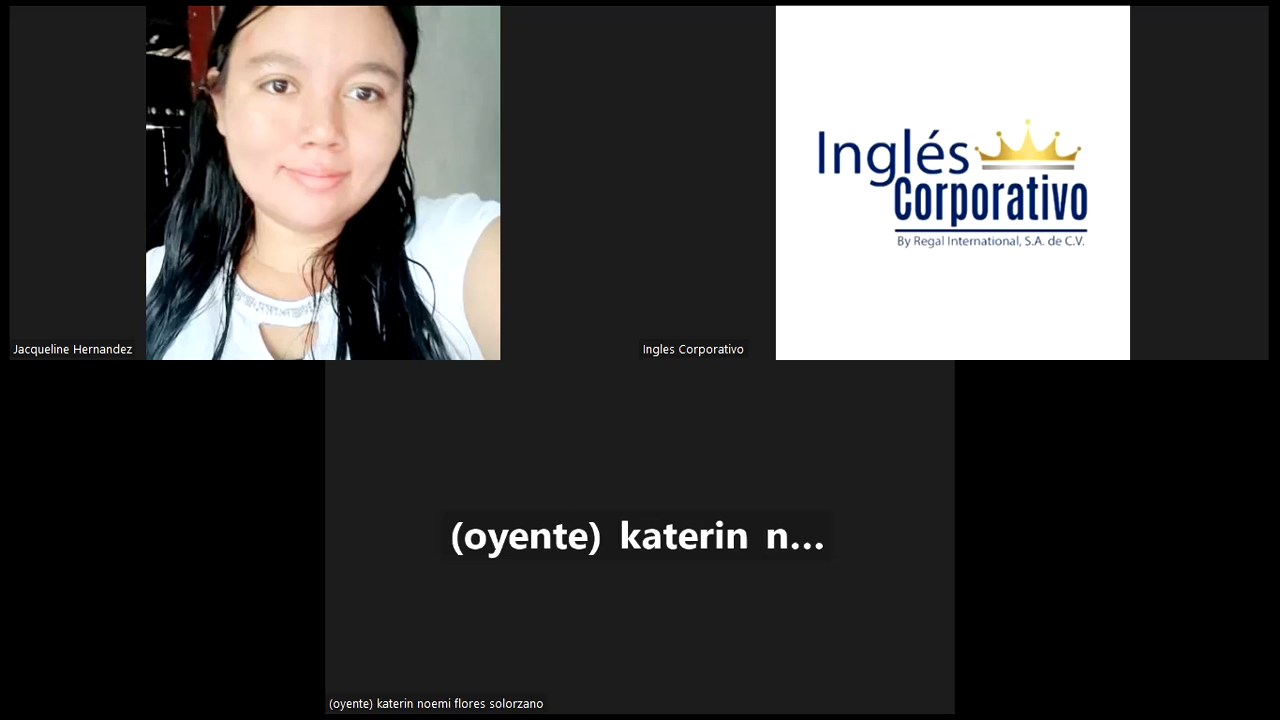 Inglés
Corporativo
By Regal International, S.A. de C.V.
Jacqueline Hernandez
Ingles Corporativo
(oyente) katerin n...
(oyente) katerin noemi flores solorzano